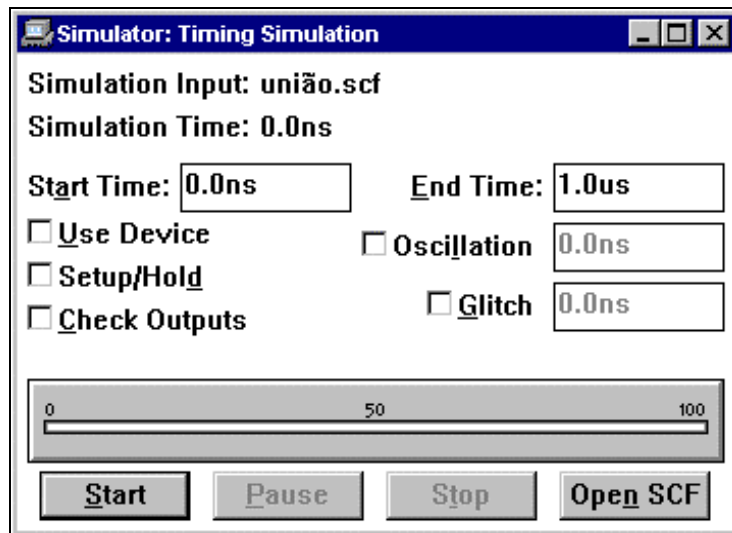 Simulator: Timing Simulation
Simulation Input: união.scf
Simulation Time: 0.0ns
Start Time: 0.0ns End Time: 1.0us
Use Device
Oscillation 0.0ns
Setup/Hold
Glitch 0.0ns
Check Outputs
0 50 100
Start Pause Stop Open SCF